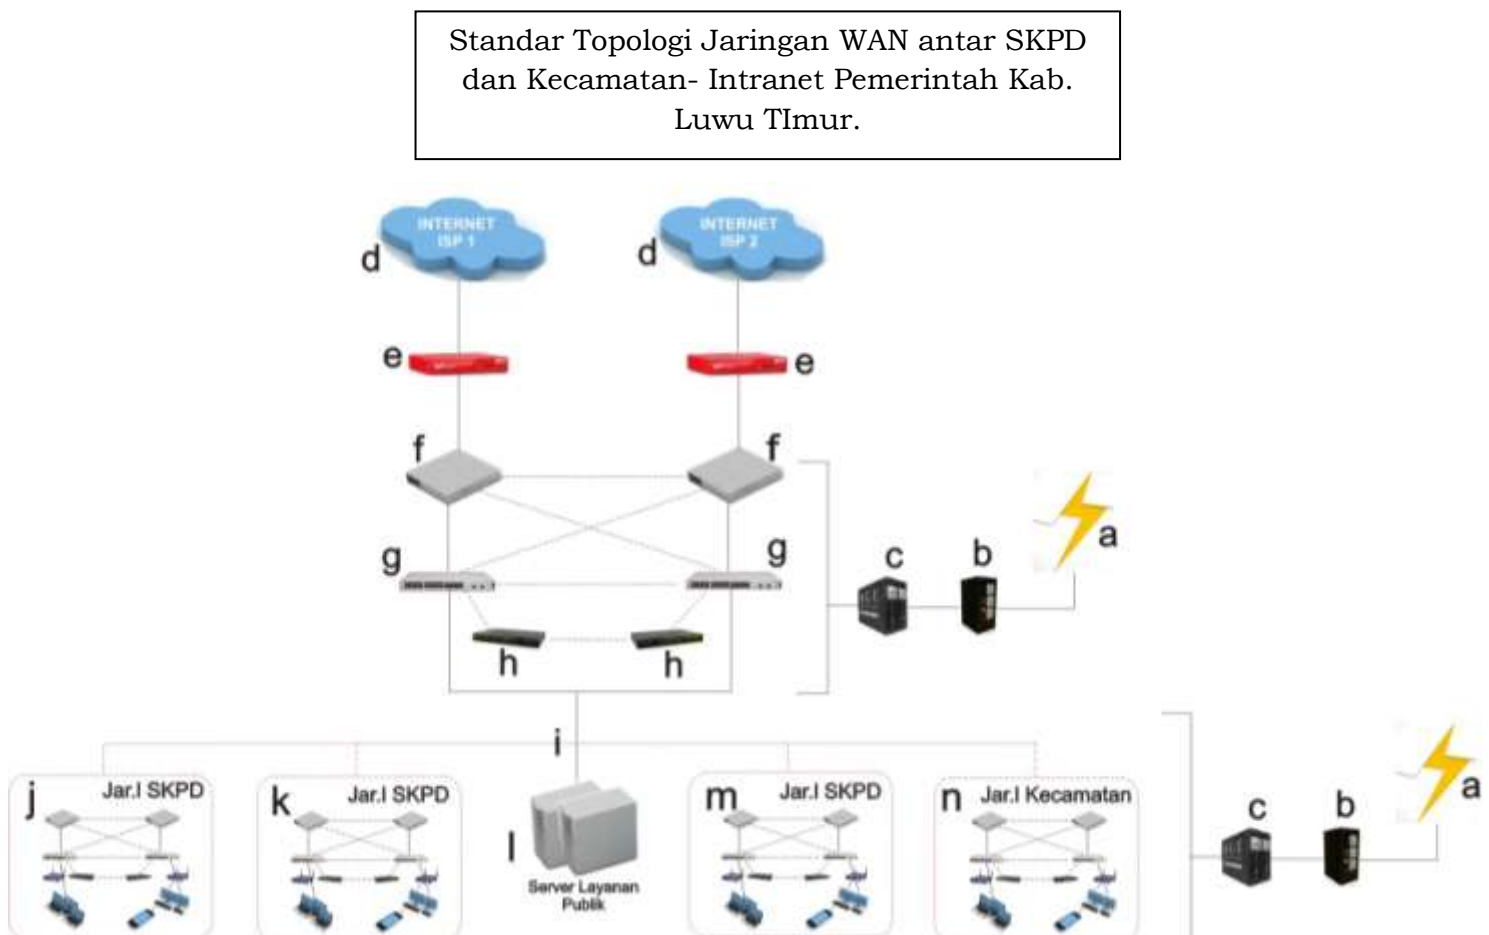 Standar Topologi Jaringan WAN antar SKPD
dan Kecamatan- Intranet Pemerintah Kab.
Luwu TImur.
INTERNET
ISP 1
INTERNET
ISP 2
d
d
e
e
f
f
g
g
h
h
c
b
a
i
j
Jar.l SKPD
k
Jar.l SKPD
l
Server Layanan
Publik
m
Jar.l SKPD
n
Jar.l Kecamatan
c
b
a